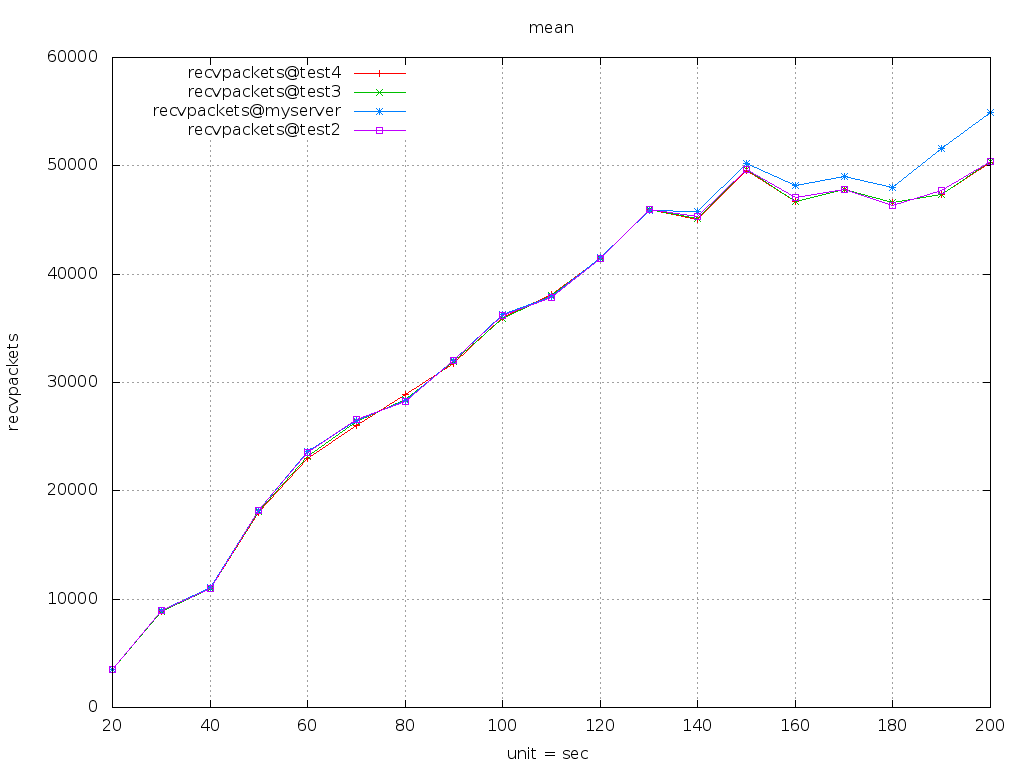 mean
60000
50000
40000
30000
20000
10000
0
recvpackets
recvpackets@test4
recvpackets@test3
recvpackets@myserver
recvpackets@test2
20 40 60 80 100 120 140 160 180 200
unit = sec